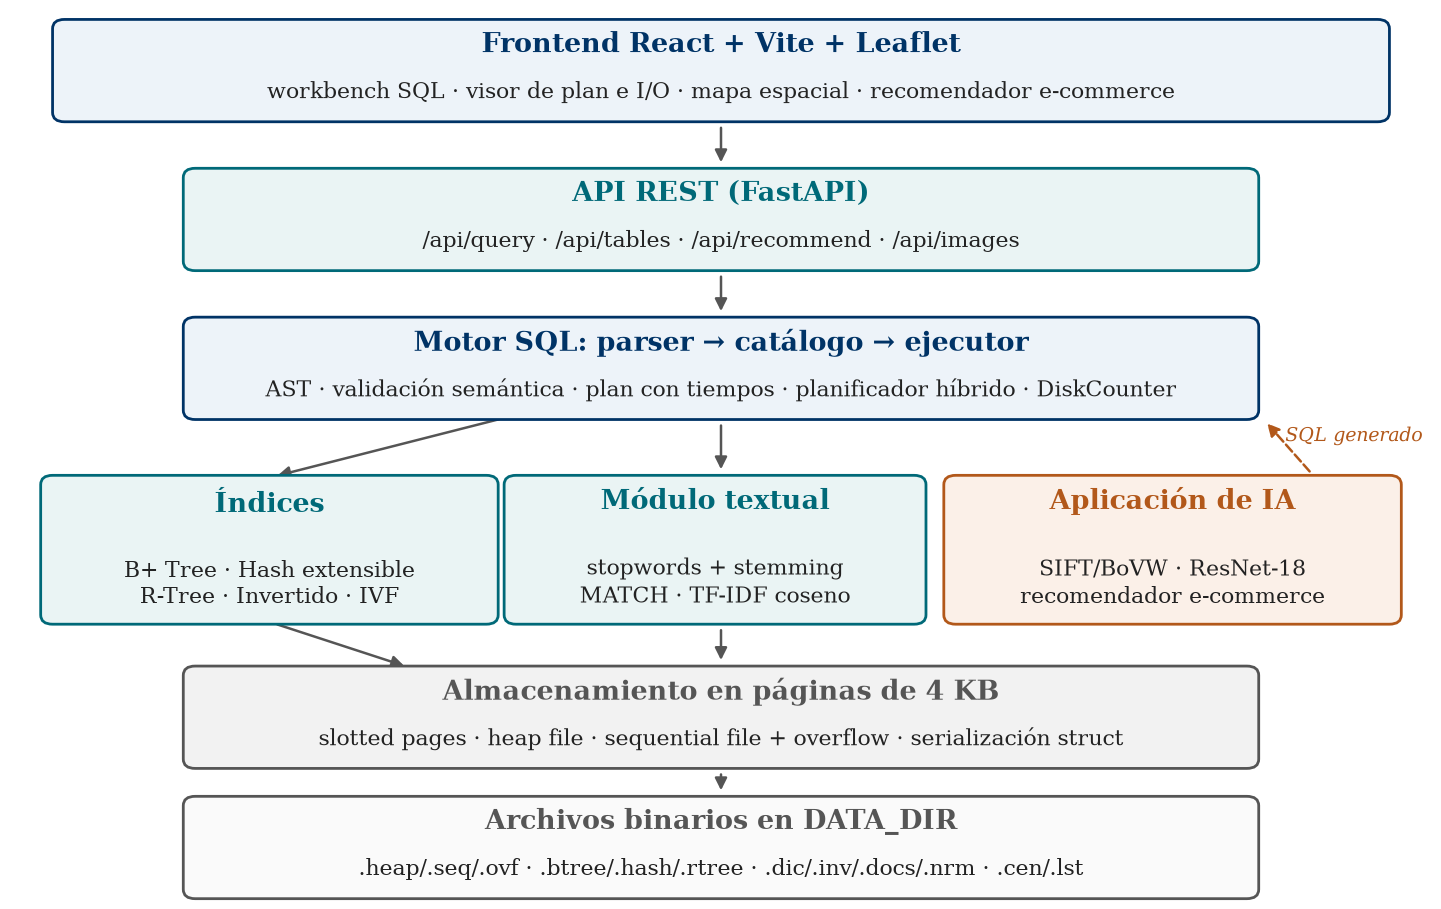 Frontend React + Vite + Leaflet
workbench SQL · visor de plan e I/O · mapa espacial · recomendador e-commerce
API REST (FastAPI)
/api/query · /api/tables · /api/recommend · /api/images
Motor SQL: parser → catálogo → ejecutor
AST · validación semántica · plan con tiempos · planificador híbrido · DiskCounter
SQL generado
Índices
B+ Tree · Hash extensible
R-Tree · Invertido · IVF
Módulo textual
stopwords + stemming
MATCH · TF-IDF coseno
Aplicación de IA
SIFT/BoVW · ResNet-18
recomendador e-commerce
Almacenamiento en páginas de 4 KB
slotted pages · heap file · sequential file + overflow · serialización struct
Archivos binarios en DATA_DIR
.heap/.seq/.ovf · .btree/.hash/.rtree · .dic/.inv/.docs/.nrm · .cen/.lst